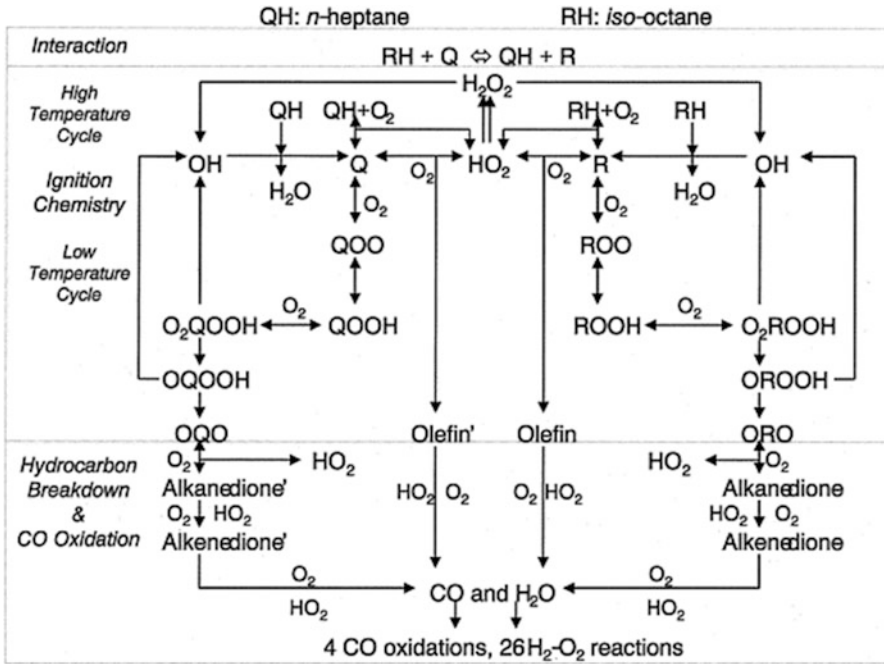 QH: n-heptane RH: iso-octane
Interaction
RH + Q ⇔ QH + R
H₂O₂
High Temperature Cycle
QH QH+O₂ RH+O₂ RH
OH Q O₂ HO₂ O₂ R OH
H₂O H₂O
Ignition Chemistry
O₂ O₂
QOO ROO
Low Temperature Cycle
O₂QOOH O₂ QOOH ROOH O₂ O₂ROOH
OQOOH OROOH
OQO Olefin' Olefin ORO
Hydrocarbon Breakdown & CO Oxidation
O₂ HO₂ HO₂ O₂
Alkanedione' HO₂ O₂ O₂ HO₂ Alkanedione
O₂ HO₂ HO₂ O₂
Alkenedione' Alkenedione
O₂ O₂
HO₂ CO and H₂O HO₂
4 CO oxidations, 26H₂-O₂ reactions